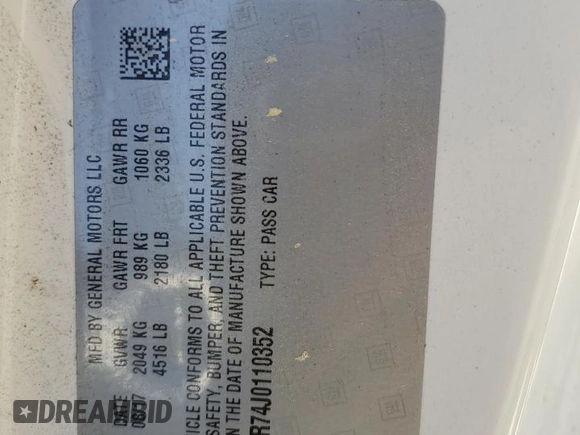 MFD BY GENERAL MOTORS LLC
DATE GVWR GAWR FRT GAWR RR
08/17 2049 KG 989 KG 1060 KG
4516 LB 2180 LB 2336 LB
ICLE CONFORMS TO ALL APPLICABLE U.S. FEDERAL MOTOR
SAFETY, BUMPER, AND THEFT PREVENTION STANDARDS IN
N THE DATE OF MANUFACTURE SHOWN ABOVE.
R74J0110352 TYPE: PASS CAR
DREAMBID